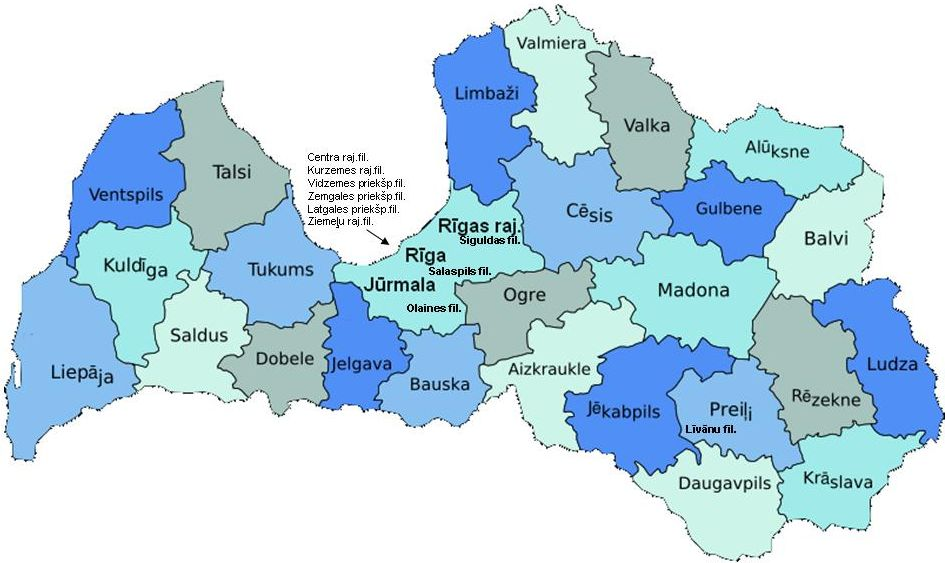 Valmiera
Limbaži
Valka
Alūksne
Talsi
Ventspils
Centra raj.fil.
Kurzemes raj.fil.
Vidzemes priekšp.fil.
Zemgales priekšp.fil.
Latgales priekšp.fil.
Ziemeļu raj.fil.
Cēsis
Gulbene
Balvi
Rīgas raj.
Siguldas fil.
Rīga
Salaspils fil.
Jūrmala
Olaines fil.
Kuldīga
Tukums
Ogre
Madona
Saldus
Dobele
Jelgava
Liepāja
Bauska
Aizkraukle
Ludza
Jēkabpils
Preiļi
Līvānu fil.
Rēzekne
Daugavpils
Krāslava